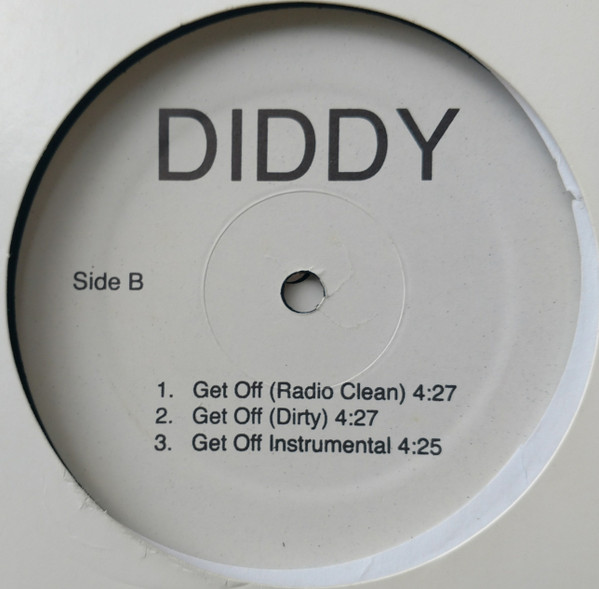 DIDDY
Side B
1. Get Off (Radio Clean) 4:27
2. Get Off (Dirty) 4:27
3. Get Off Instrumental 4:25